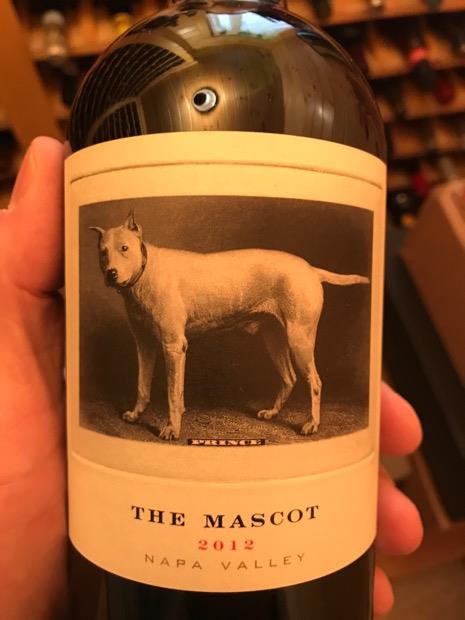 PRINCE
THE MASCOT
2012
NAPA VALLEY